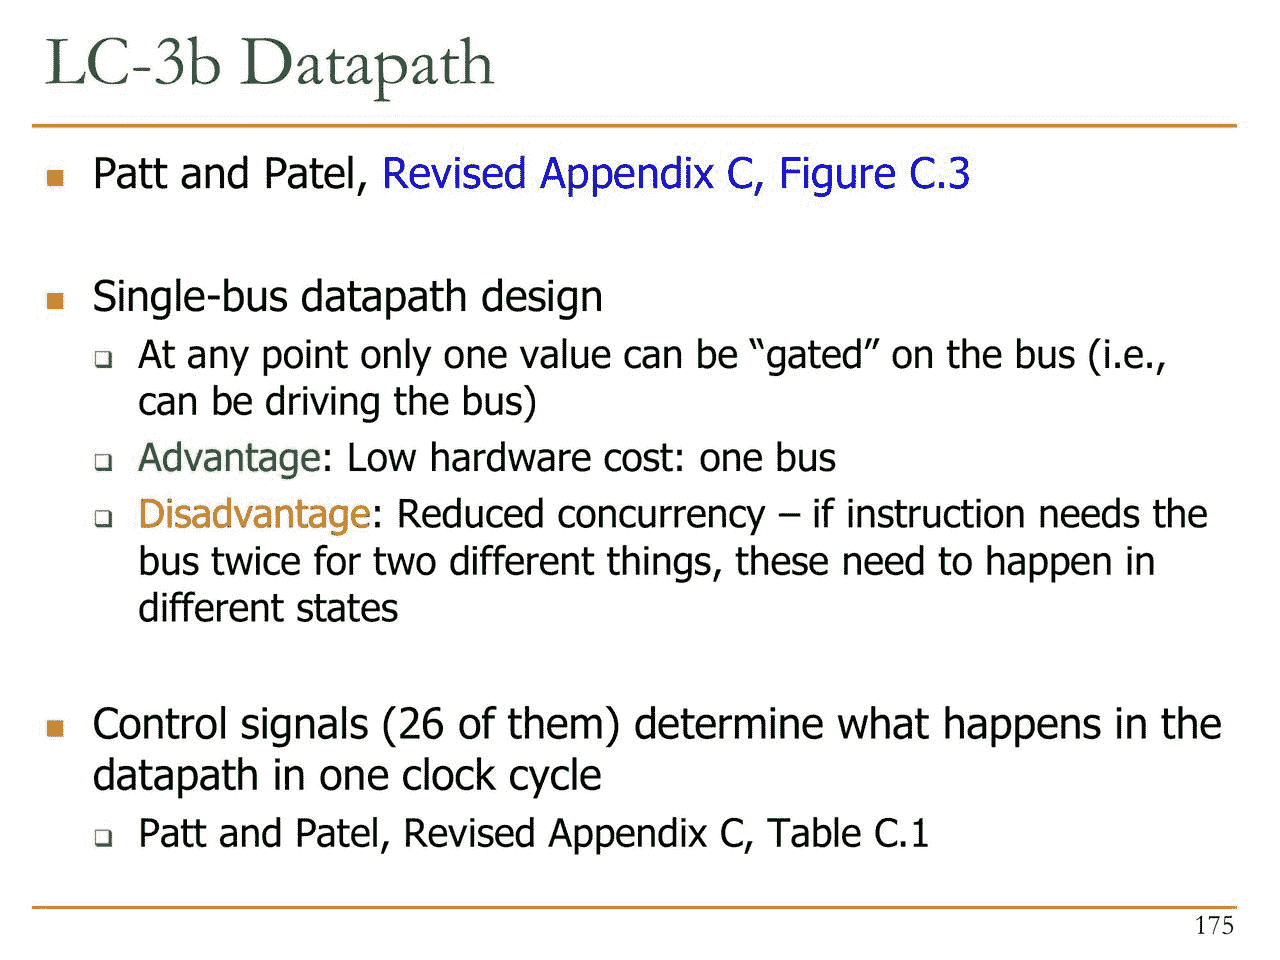 LC-3b Datapath
Patt and Patel, Revised Appendix C, Figure C.3
Single-bus datapath design
At any point only one value can be “gated” on the bus (i.e.,
can be driving the bus)
Advantage: Low hardware cost: one bus
Disadvantage: Reduced concurrency – if instruction needs the
bus twice for two different things, these need to happen in
different states
Control signals (26 of them) determine what happens in the
datapath in one clock cycle
Patt and Patel, Revised Appendix C, Table C.1
175